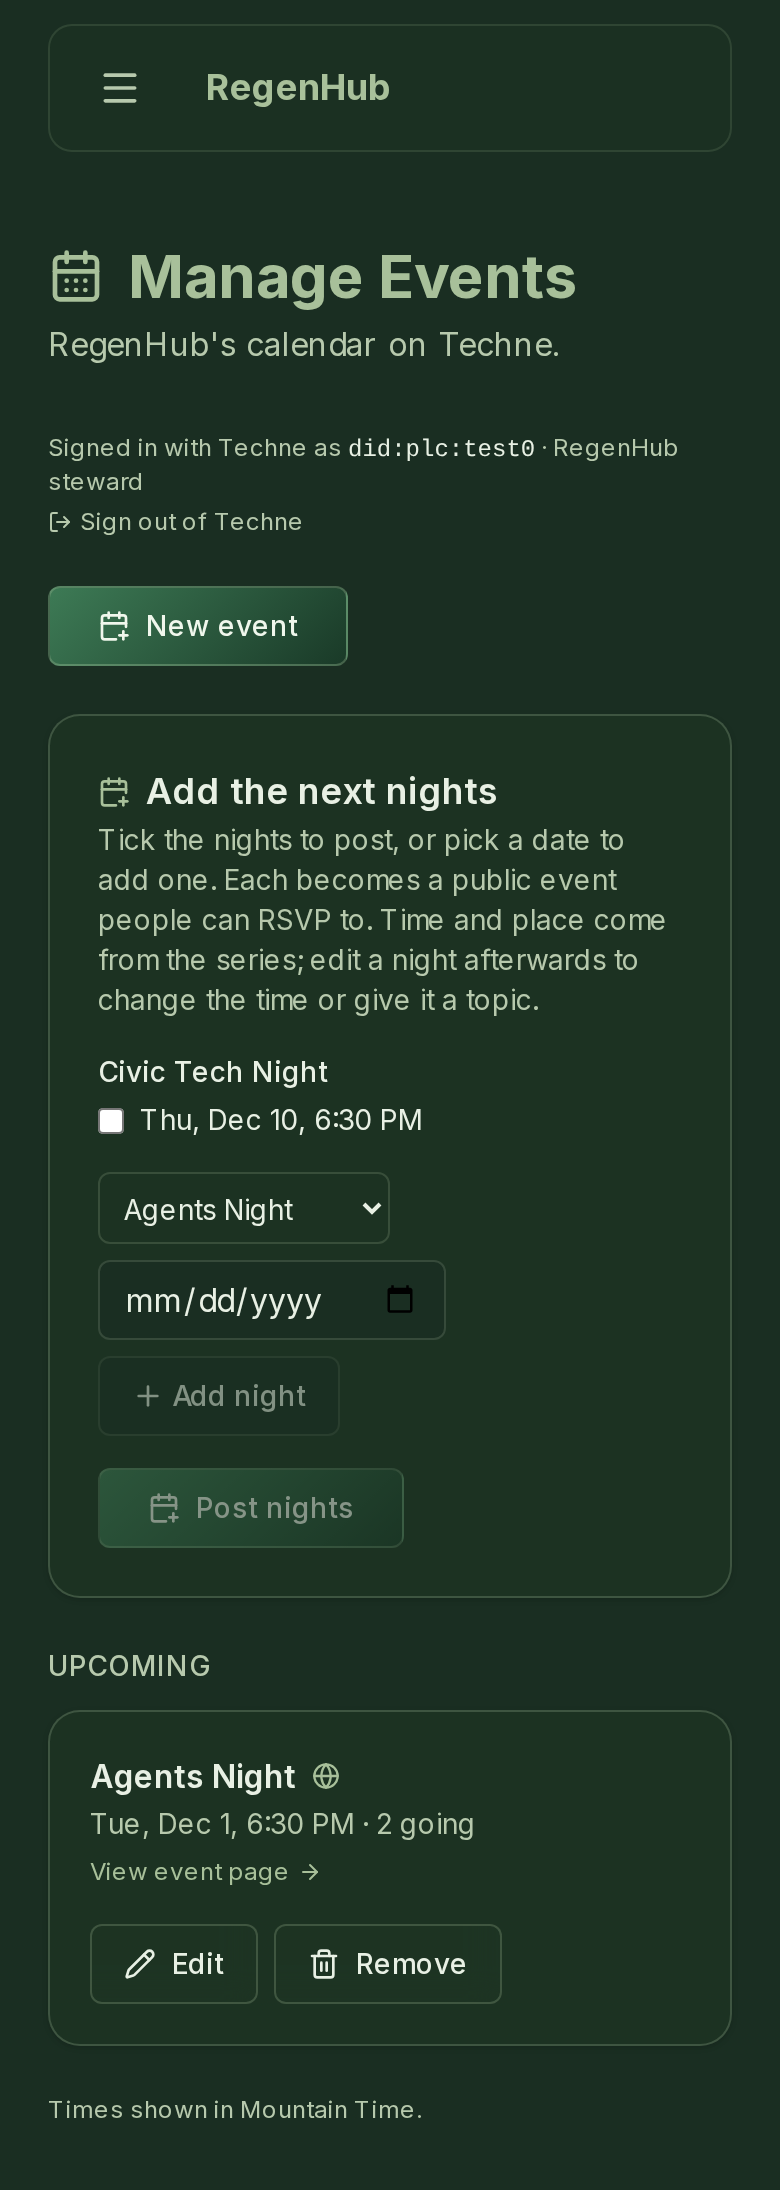 RegenHub
Manage Events
RegenHub's calendar on Techne.
Signed in with Techne as did:plc:test0 · RegenHub
steward
Sign out of Techne
New event
Add the next nights
Tick the nights to post, or pick a date to
add one. Each becomes a public event
people can RSVP to. Time and place come
from the series; edit a night afterwards to
change the time or give it a topic.
Civic Tech Night
Thu, Dec 10, 6:30 PM
Agents Night
mm/dd/yyyy
Add night
Post nights
UPCOMING
Agents Night
Tue, Dec 1, 6:30 PM · 2 going
View event page →
Edit
Remove
Times shown in Mountain Time.